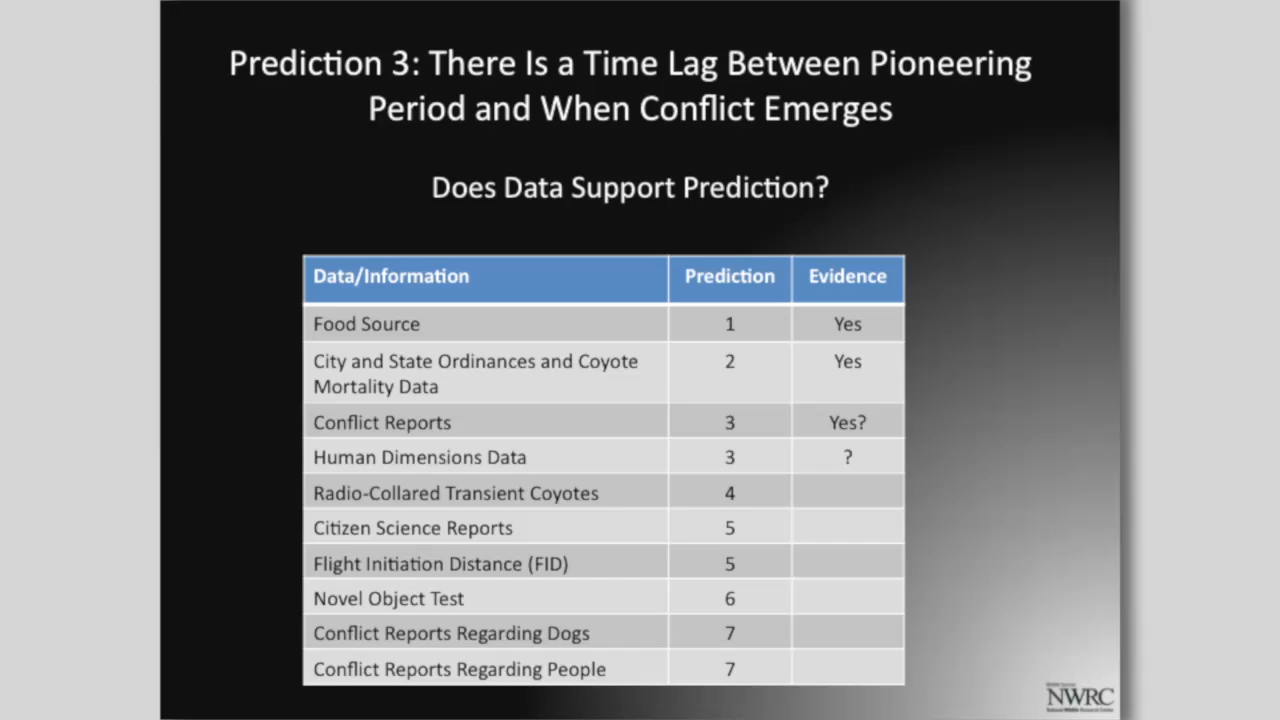 Prediction 3: There Is a Time Lag Between Pioneering
Period and When Conflict Emerges
Does Data Support Prediction?
Data/Information Prediction Evidence
Food Source 1 Yes
City and State Ordinances and Coyote
Mortality Data 2 Yes
Conflict Reports 3 Yes?
Human Dimensions Data 3 ?
Radio-Collared Transient Coyotes 4
Citizen Science Reports 5
Flight Initiation Distance (FID) 5
Novel Object Test 6
Conflict Reports Regarding Dogs 7
Conflict Reports Regarding People 7
NWRC